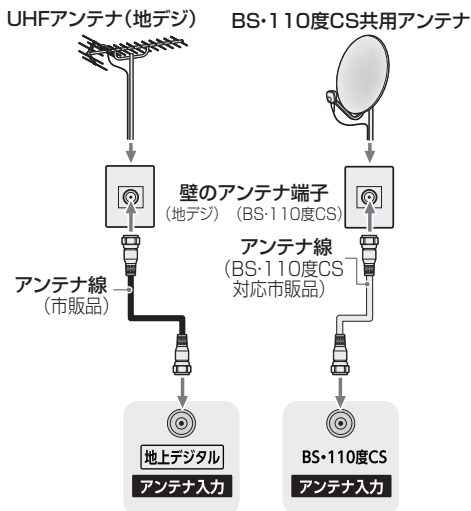 UHFアンテナ（地デジ）
BS・110度CS共用アンテナ
壁のアンテナ端子
（地デジ）（BS・110度CS）
アンテナ線
（市販品）
アンテナ線
（BS・110度CS
対応市販品）
地上デジタル
アンテナ入力
BS・110度CS
アンテナ入力